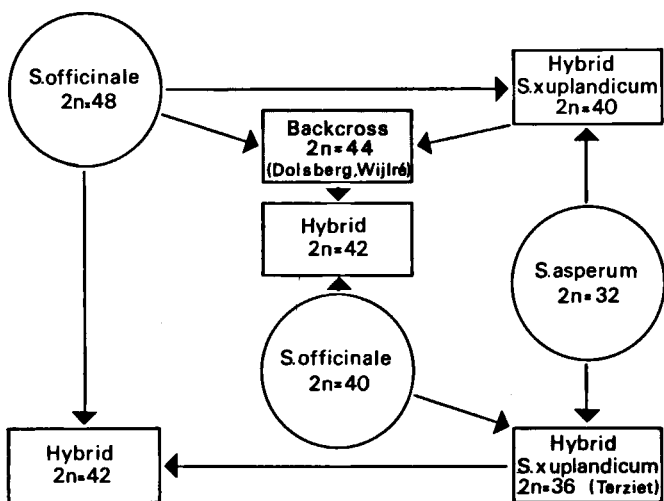 S.officinale
2n=48
Hybrid
S.xuplandicum
2n=40
Backcross
2n=44
(Dolsberg,Wijlré)
Hybrid
2n=42
S.asperum
2n=32
S.officinale
2n=40
Hybrid
2n=42
Hybrid
S.xuplandicum
2n=36 (Terziet)